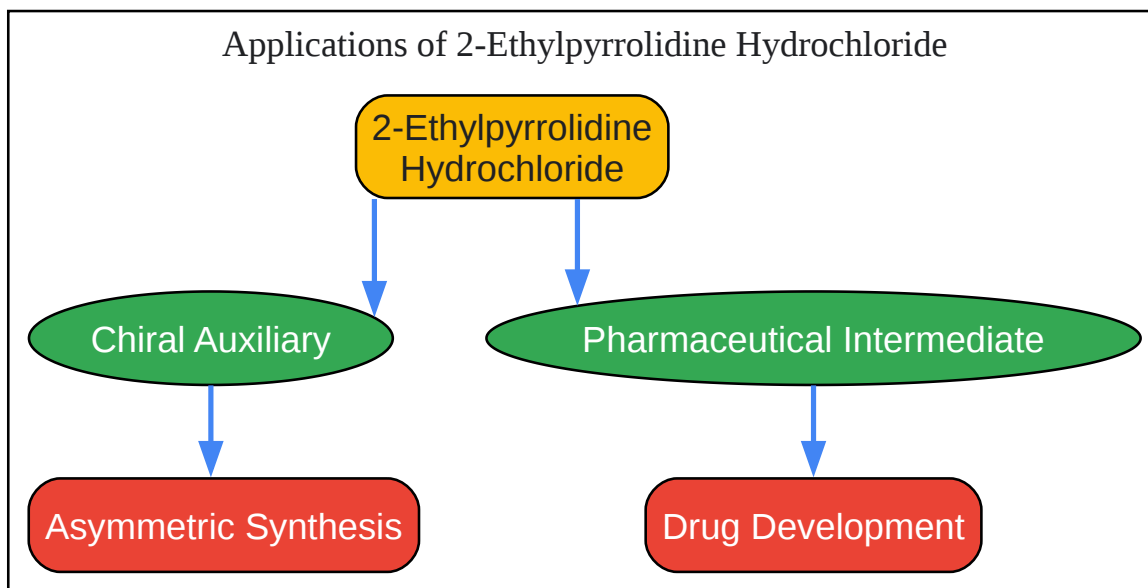 Applications of 2-Ethylpyrrolidine Hydrochloride
2-Ethylpyrrolidine
Hydrochloride
Chiral Auxiliary
Pharmaceutical Intermediate
Asymmetric Synthesis
Drug Development